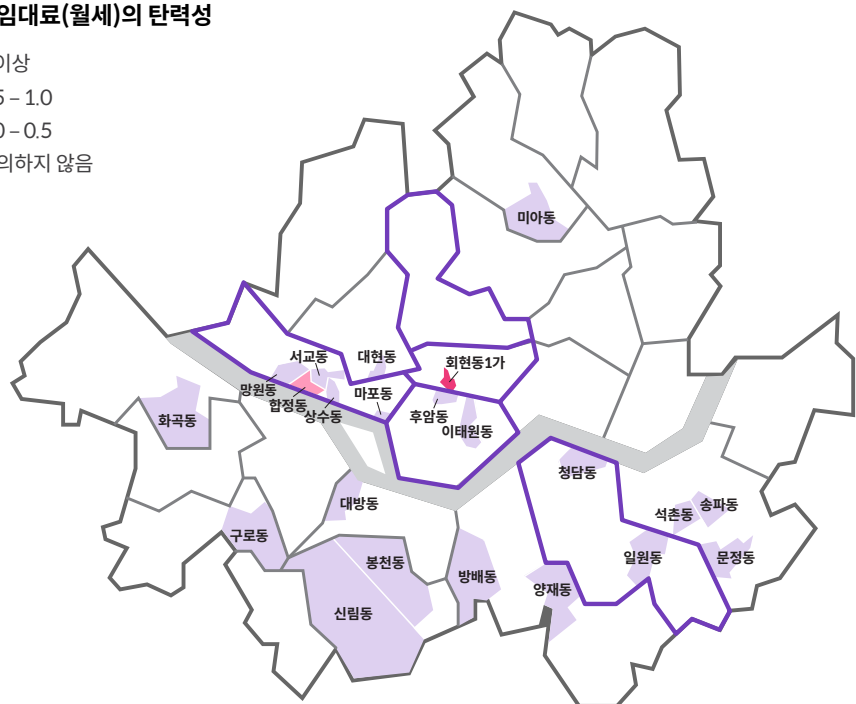 임대료(월세)의 탄력성
이상
5 – 1.0
0 – 0.5
의하지 않음
미아동
서교동
대현동
회현동1가
망원동
합정동
상수동
마포동
후암동
이태원동
화곡동
청담동
대방동
석촌동
송파동
구로동
봉천동
방배동
일원동
문정동
양재동
신림동